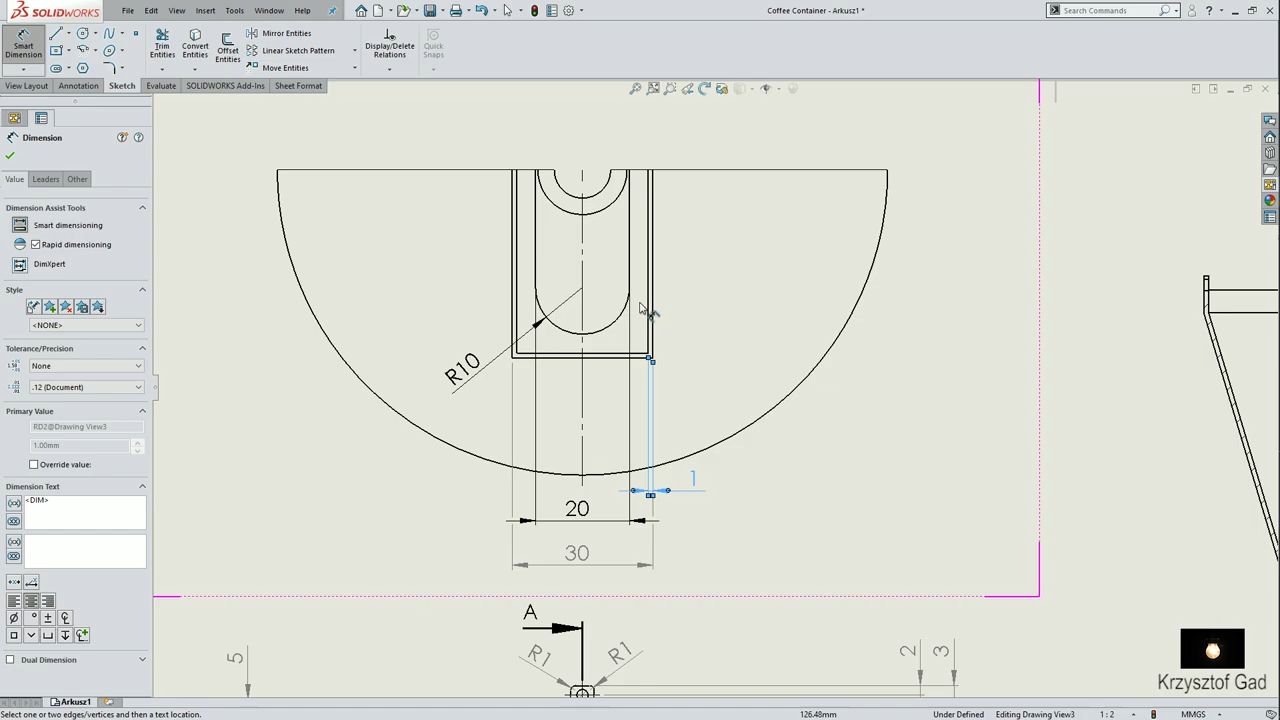 SOLIDWORKS
File
Edit
View
Insert
Tools
Window
Help
Coffee Container - Arkusz1 *
Search Commands
Smart
Dimension
Trim
Entities
Convert
Entities
Offset
Entities
Mirror Entities
Linear Sketch Pattern
Move Entities
Display/Delete
Relations
Quick
Snaps
View Layout
Annotation
Sketch
Evaluate
SOLIDWORKS Add-Ins
Sheet Format
Dimension
Value
Leaders
Other
Dimension Assist Tools
Smart dimensioning
Rapid dimensioning
DimXpert
Style
<NONE>
Tolerance/Precision
None
.12 (Document)
Primary Value
RD2@Drawing View3
1.00mm
Override value:
Dimension Text
<DIM>
Dual Dimension
R10
1
20
30
A
R1
R1
5
2
3
Krzysztof Gad
Arkusz1
Select one or two edges/vertices and then a text location.
126.48mm
Under Defined
Editing Drawing View3
1 : 2
MMGS